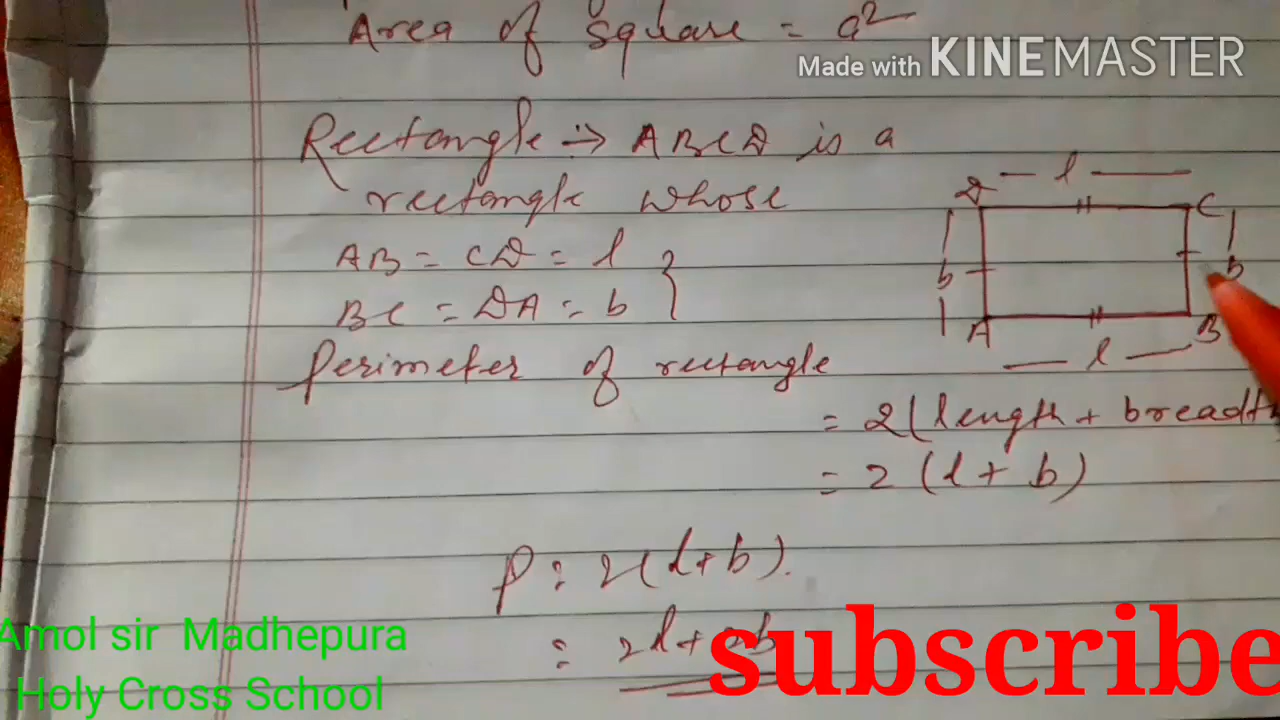 Area of square = a²
Made with KINEMASTER
Rectangle ⇒ ABCD is a
rectangle whose
AB = CD = l
BC = DA = b }
D l C
b b
A l B
Perimeter of rectangle
= 2(length + breadth
= 2(l + b)
P = 2(l+b).
= 2l + 2b
Amol sir Madhepura
Holy Cross School
subscribe